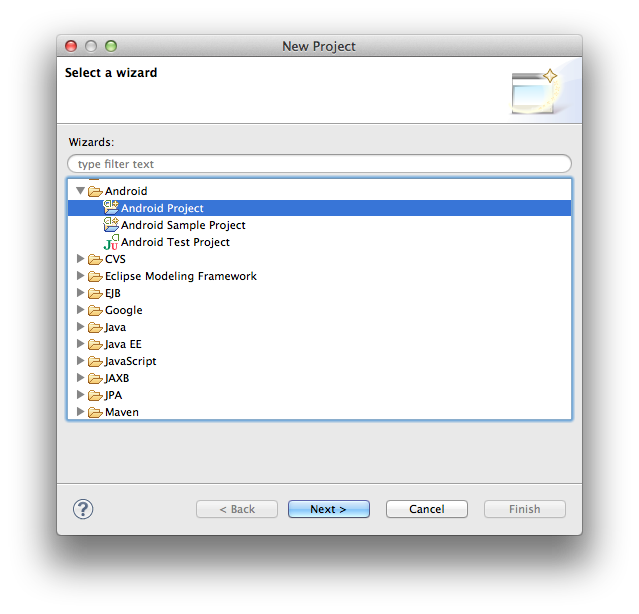 New Project
Select a wizard
Wizards:
type filter text
Android
Android Project
Android Sample Project
Android Test Project
CVS
Eclipse Modeling Framework
EJB
Google
Java
Java EE
JavaScript
JAXB
JPA
Maven
? < Back Next > Cancel Finish